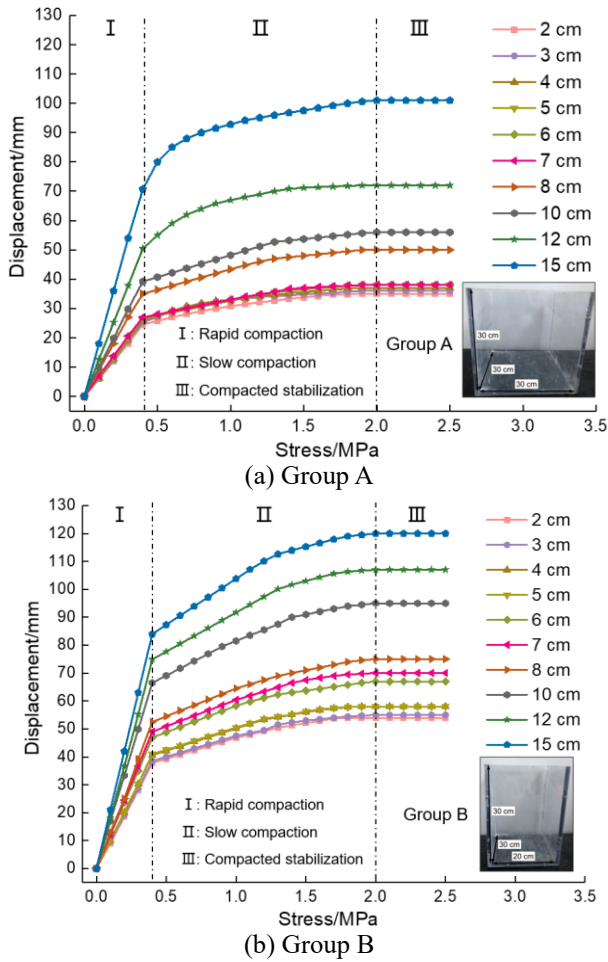 130
120
110
100
90
80
70
60
50
40
30
20
10
0
Displacement/mm
Ⅰ Ⅱ Ⅲ
2 cm
3 cm
4 cm
5 cm
6 cm
7 cm
8 cm
10 cm
12 cm
15 cm
Ⅰ: Rapid compaction
Ⅱ: Slow compaction
Ⅲ: Compacted stabilization
Group A
30 cm
30 cm
30 cm
0.0 0.5 1.0 1.5 2.0 2.5 3.0 3.5
Stress/MPa
(a) Group A
130
120
110
100
90
80
70
60
50
40
30
20
10
0
Displacement/mm
Ⅰ Ⅱ Ⅲ
2 cm
3 cm
4 cm
5 cm
6 cm
7 cm
8 cm
10 cm
12 cm
15 cm
Ⅰ: Rapid compaction
Ⅱ: Slow compaction
Ⅲ: Compacted stabilization
Group B
30 cm
30 cm
20 cm
0.0 0.5 1.0 1.5 2.0 2.5 3.0 3.5
Stress/MPa
(b) Group B